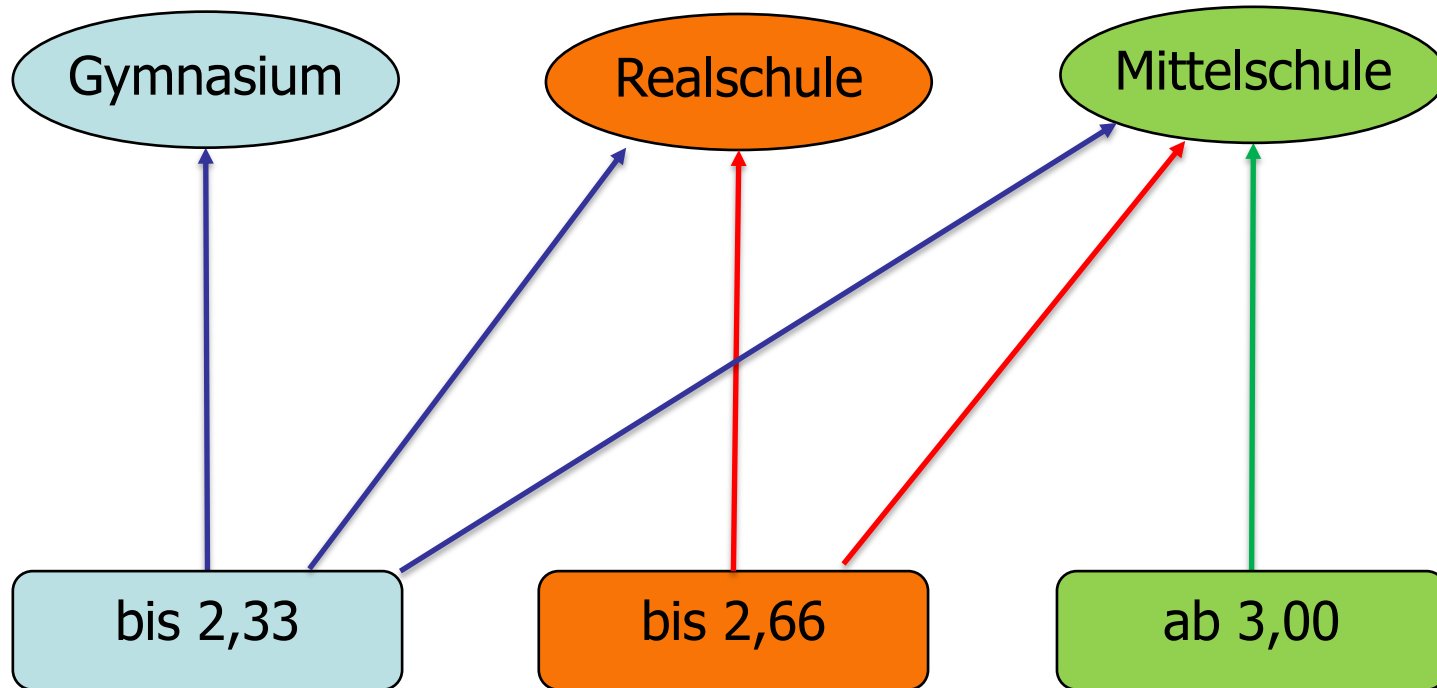 Gymnasium
Realschule
Mittelschule
bis 2,33
bis 2,66
ab 3,00